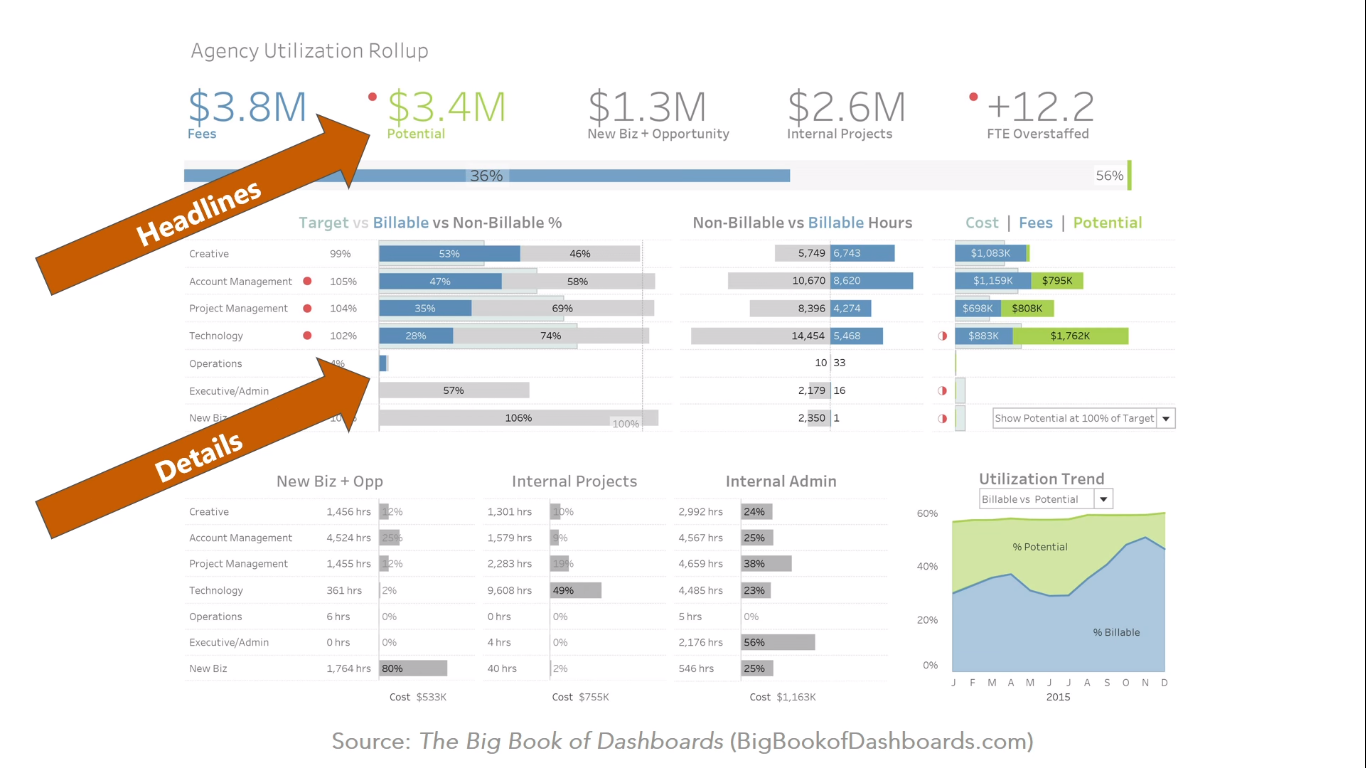 Agency Utilization Rollup
$3.8M
Fees
$3.4M
Potential
$1.3M
New Biz + Opportunity
$2.6M
Internal Projects
+12.2
FTE Overstaffed
36%
56%
Headlines
Target vs Billable vs Non-Billable %
Non-Billable vs Billable Hours
Cost | Fees | Potential
Creative 99% 53% 46% 5,749 6,743 $1,083K
Account Management 105% 47% 58% 10,670 8,620 $1,159K $795K
Project Management 104% 35% 69% 8,396 4,274 $698K $808K
Technology 102% 28% 74% 14,454 5,468 $883K $1,762K
Operations 4% 10 33
Executive/Admin 57% 2,179 16
New Biz 106% 100% 2,350 1
Show Potential at 100% of Target
Details
New Biz + Opp
Internal Projects
Internal Admin
Creative 1,456 hrs 12% 1,301 hrs 10% 2,992 hrs 24%
Account Management 4,524 hrs 25% 1,579 hrs 9% 4,567 hrs 25%
Project Management 1,455 hrs 12% 2,283 hrs 19% 4,659 hrs 38%
Technology 361 hrs 2% 9,608 hrs 49% 4,485 hrs 23%
Operations 6 hrs 0% 0 hrs 0% 5 hrs 0%
Executive/Admin 0 hrs 0% 4 hrs 0% 2,176 hrs 56%
New Biz 1,764 hrs 80% 40 hrs 2% 546 hrs 25%
Cost $533K
Cost $755K
Cost $1,163K
Utilization Trend
Billable vs Potential
60%
40%
20%
0%
% Potential
% Billable
J F M A M J J A S O N D
2015
Source: The Big Book of Dashboards (BigBookofDashboards.com)